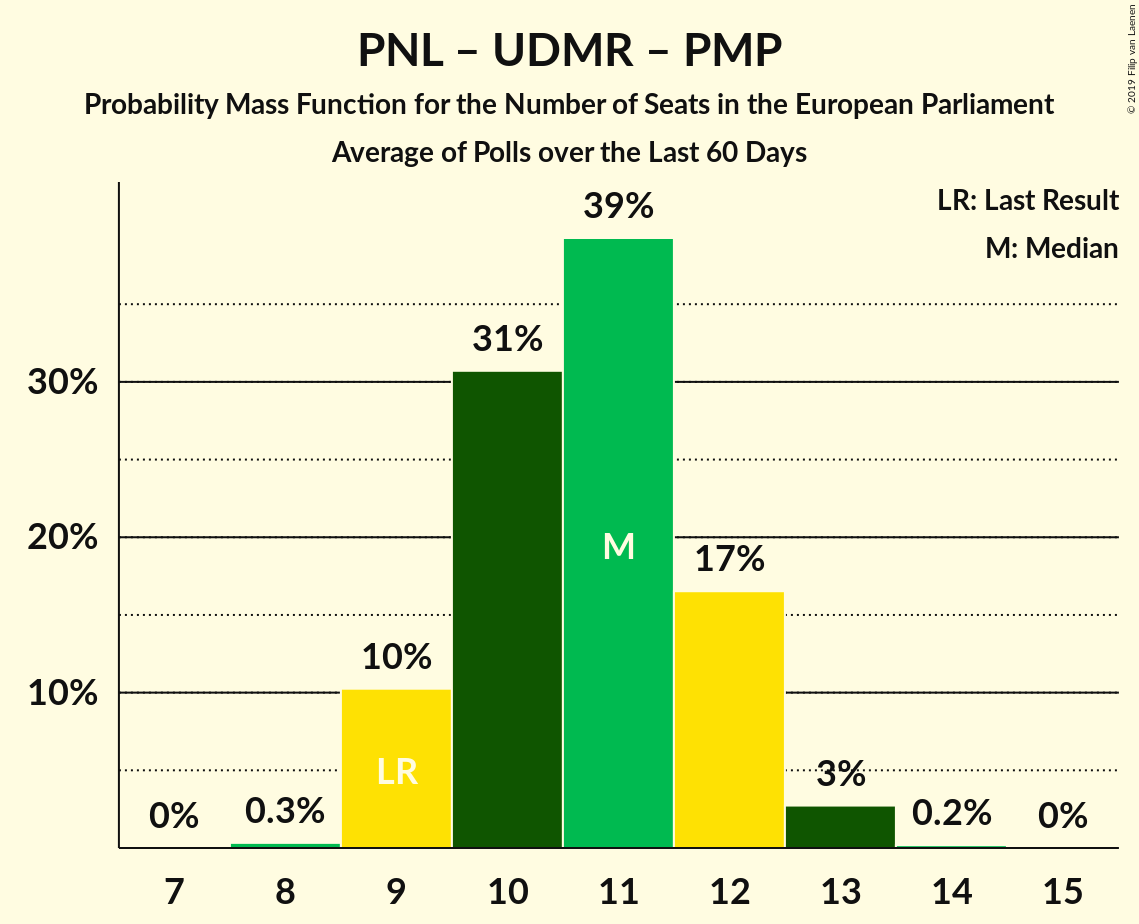 PNL – UDMR – PMP
Probability Mass Function for the Number of Seats in the European Parliament
Average of Polls over the Last 60 Days
© 2019 Filip van Laenen
LR: Last Result
M: Median
39%
31%
30%
20%
M
17%
10%
10%
LR
3%
0%
0.3%
0.2%
0%
7 8 9 10 11 12 13 14 15